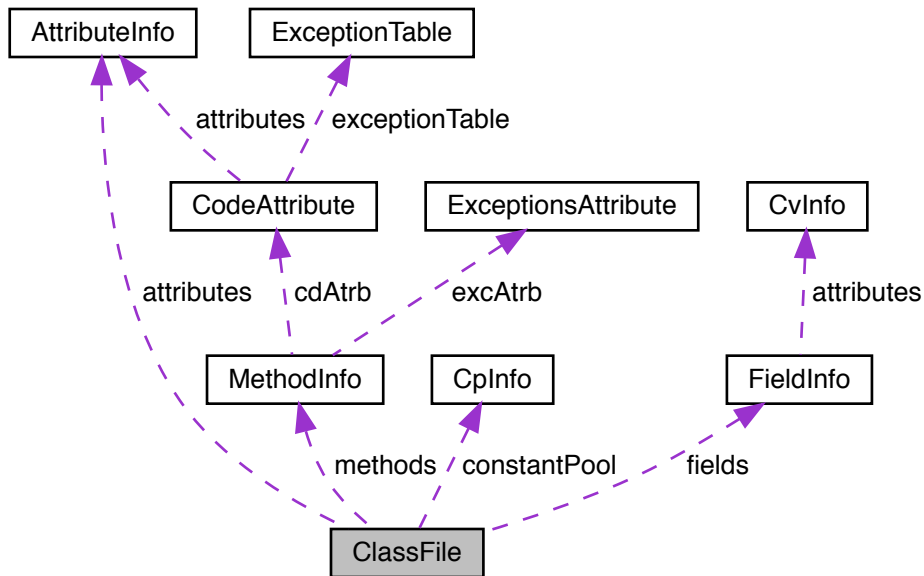 AttributeInfo
ExceptionTable
attributes
exceptionTable
CodeAttribute
ExceptionsAttribute
CvInfo
attributes
cdAtrb
excAtrb
attributes
MethodInfo
CpInfo
FieldInfo
methods
constantPool
fields
ClassFile